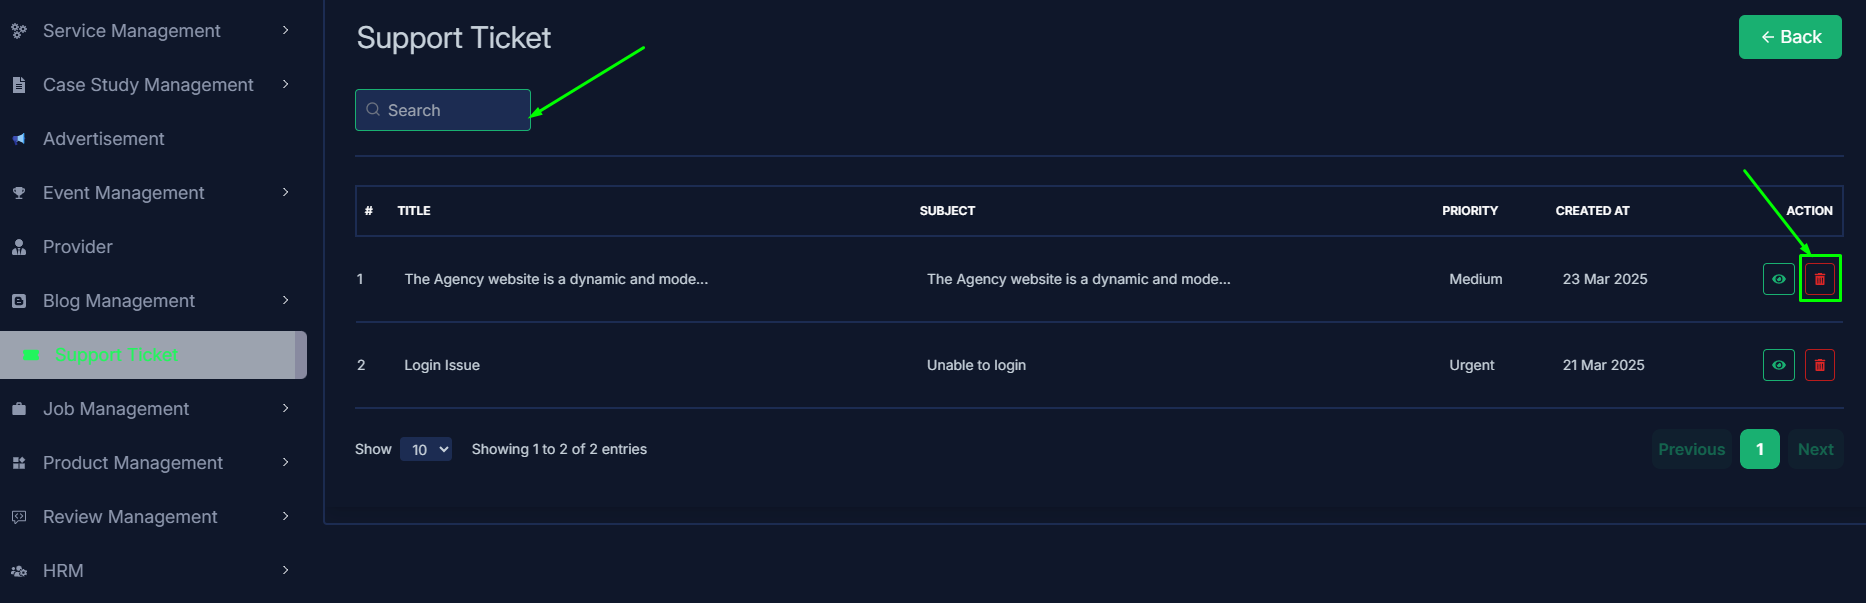 Service Management
Case Study Management
Advertisement
Event Management
Provider
Blog Management
Support Ticket
Job Management
Product Management
Review Management
HRM
Support Ticket
← Back
Search
# TITLE SUBJECT PRIORITY CREATED AT ACTION
1 The Agency website is a dynamic and mode... The Agency website is a dynamic and mode... Medium 23 Mar 2025
2 Login Issue Unable to login Urgent 21 Mar 2025
Show 10 Showing 1 to 2 of 2 entries Previous 1 Next